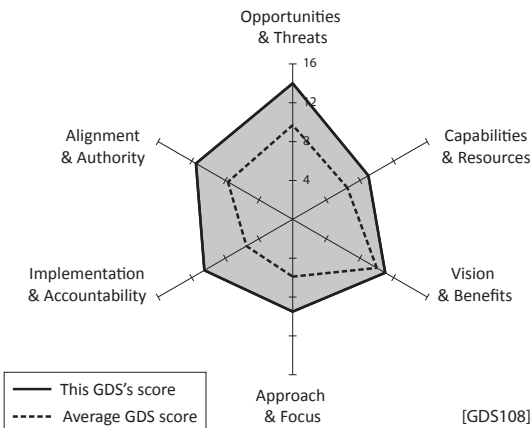 Opportunities
& Threats
16
12
8
4
Alignment
& Authority
Capabilities
& Resources
Implementation
& Accountability
Vision
& Benefits
This GDS's score
Average GDS score
Approach
& Focus
[GDS108]